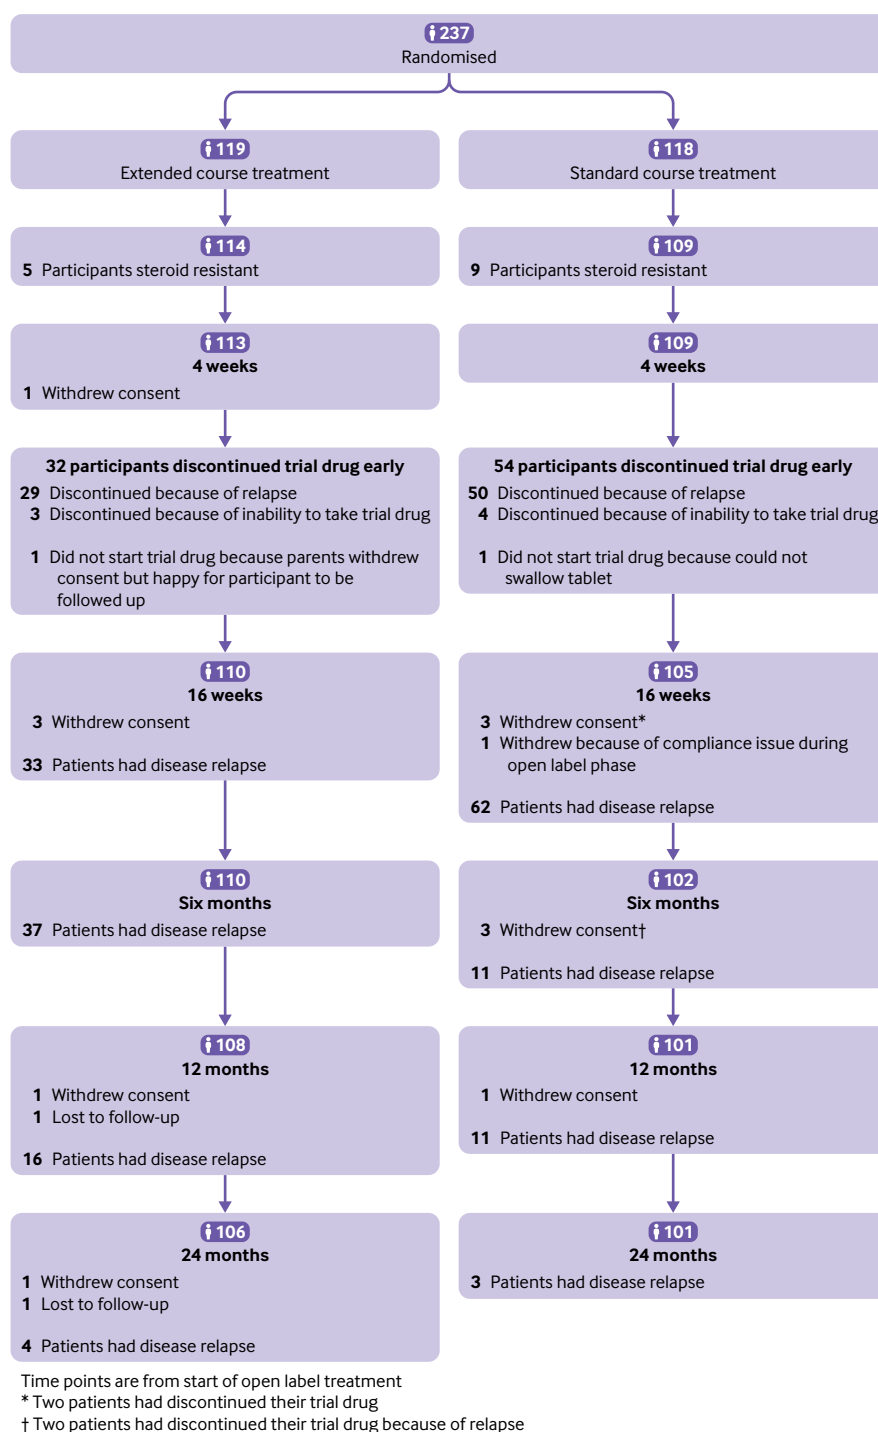 237
Randomised
119
Extended course treatment
118
Standard course treatment
114
5 Participants steroid resistant
109
9 Participants steroid resistant
113
4 weeks
1 Withdrew consent
109
4 weeks
32 participants discontinued trial drug early
29 Discontinued because of relapse
3 Discontinued because of inability to take trial drug
1 Did not start trial drug because parents withdrew
consent but happy for participant to be
followed up
54 participants discontinued trial drug early
50 Discontinued because of relapse
4 Discontinued because of inability to take trial drug
1 Did not start trial drug because could not
swallow tablet
110
16 weeks
3 Withdrew consent
33 Patients had disease relapse
105
16 weeks
3 Withdrew consent*
1 Withdrew because of compliance issue during
open label phase
62 Patients had disease relapse
110
Six months
37 Patients had disease relapse
102
Six months
3 Withdrew consent†
11 Patients had disease relapse
108
12 months
1 Withdrew consent
1 Lost to follow-up
16 Patients had disease relapse
101
12 months
1 Withdrew consent
11 Patients had disease relapse
106
24 months
1 Withdrew consent
1 Lost to follow-up
4 Patients had disease relapse
101
24 months
3 Patients had disease relapse
Time points are from start of open label treatment
* Two patients had discontinued their trial drug
† Two patients had discontinued their trial drug because of relapse